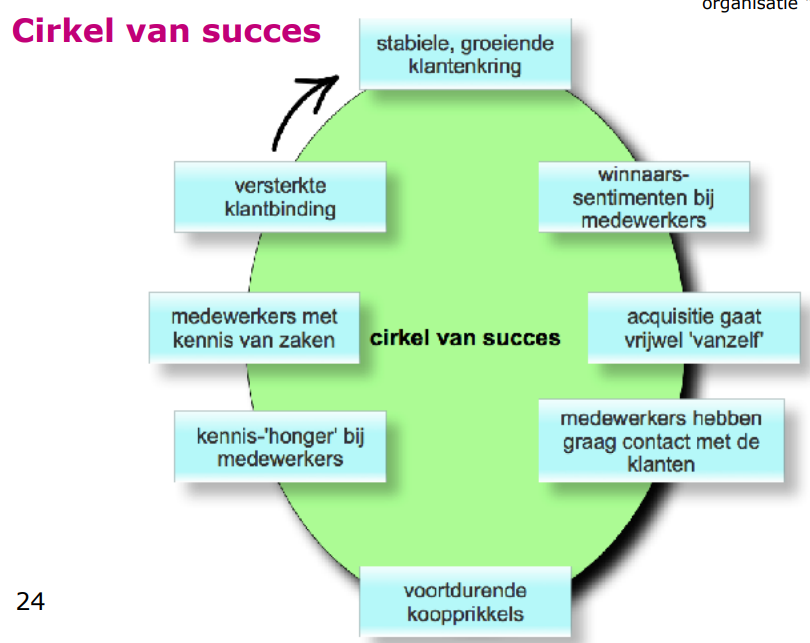 organisatie
Cirkel van succes
stabiele, groeiende
klantenkring
versterkte
klantbinding
winnaars-
sentimenten bij
medewerkers
medewerkers met
kennis van zaken
cirkel van succes
acquisitie gaat
vrijwel 'vanzelf'
kennis-'honger' bij
medewerkers
medewerkers hebben
graag contact met de
klanten
voortdurende
koopprikkels
24